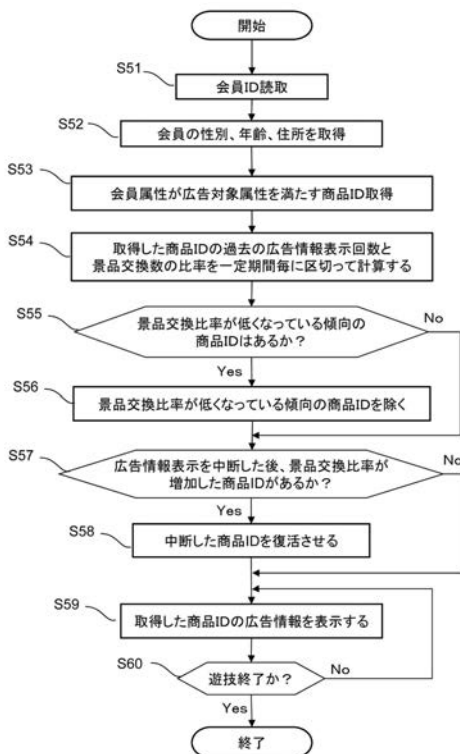 開始
S51
会員ID読取
S52
会員の性別、年齢、住所を取得
S53
会員属性が広告対象属性を満たす商品ID取得
S54
取得した商品IDの過去の広告情報表示回数と
景品交換数の比率を一定期間毎に区切って計算する
S55
景品交換比率が低くなっている傾向の
商品IDはあるか?
No
Yes
S56
景品交換比率が低くなっている傾向の商品IDを除く
S57
広告情報表示を中断した後、景品交換比率が
増加した商品IDがあるか?
No
Yes
S58
中断した商品IDを復活させる
S59
取得した商品IDの広告情報を表示する
S60
遊技終了か?
No
Yes
終了